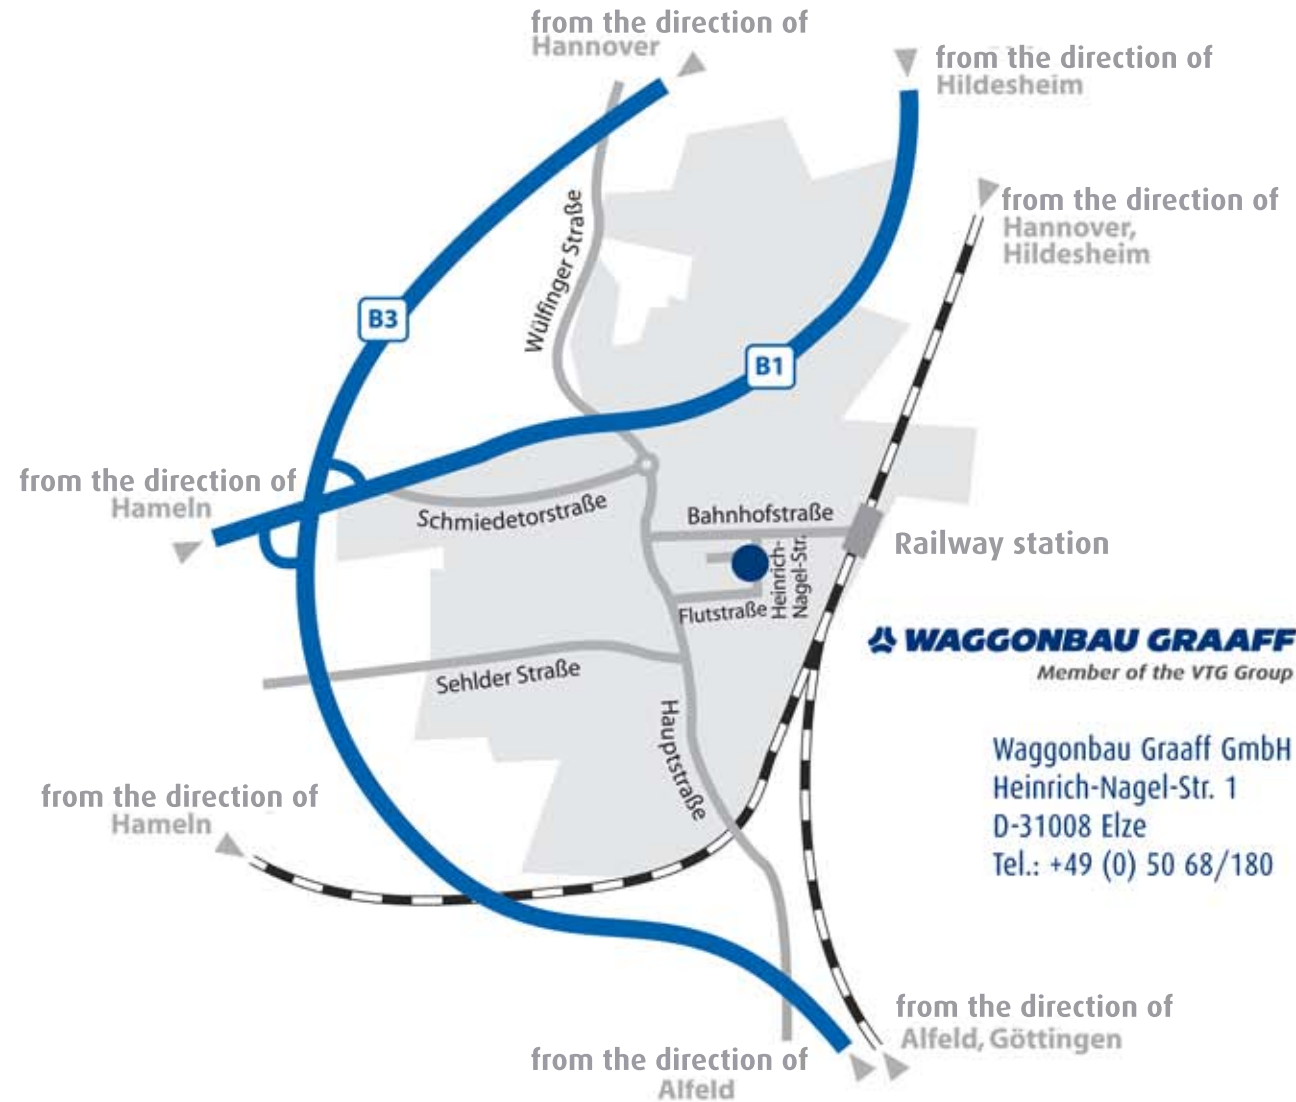 from the direction of
Hannover
from the direction of
Hildesheim
from the direction of
Hannover,
Hildesheim
Wülfinger Straße
B3
B1
from the direction of
Hameln
Schmiedetorstraße
Bahnhofstraße
Railway station
Heinrich-
Nagel-Str.
Flutstraße
WAGGONBAU GRAAFF
Member of the VTG Group
Sehlder Straße
Hauptstraße
Waggonbau Graaff GmbH
Heinrich-Nagel-Str. 1
D-31008 Elze
Tel.: +49 (0) 50 68/180
from the direction of
Hameln
from the direction of
Alfeld, Göttingen
from the direction of
Alfeld